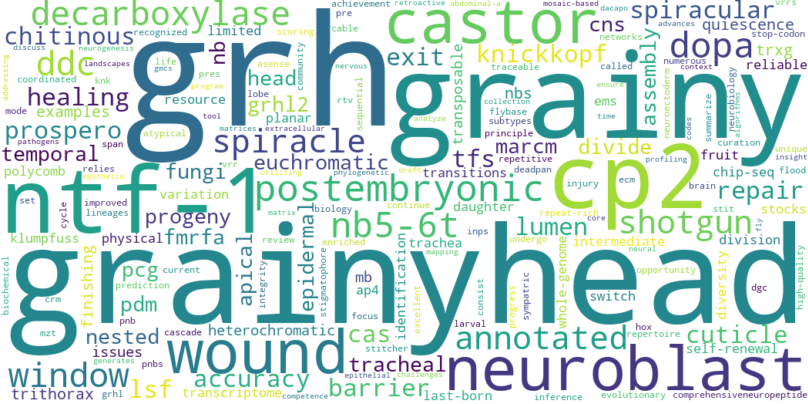 decarboxylase
achievement
retroactive
abdominal-a
mosaic-based
dacapo
vrrs
chitinous
pre
recognized
cable
limited
nb
grh
castor
spiracular
advances
stop-codon
cns
quiescence
networks
numerous
context
ddc
discuss
landscapes
neurogenesis
life
gmcs
examples
healing
head
resource
grhl2
coordinated
knk
scoring
asense
community
nervous
exit
knickkopf
dopa
trxg
reliable
traceable
called
ensure
assembly
transposable
planar
program
lobe
sequential
mode
pathogens
prospero
temporal
span
atypical
rtv
tool
matrices
extracellular
spiracle
euchromatic
grainy
nbs
ems
collection
flybase
subtypes
time
analyze
principle
neuroectoderm
codes
summarize
neurobiology
algorithms
marcm
repetitive
deadpan
tfs
transitions
divide
fruit
chip-seq
curation
unique
flood
insight
profiling
brain
polycomb
relies
epithelia
vrr
phylogenetic
utilizing
draft
fungi
variation
ntf-1
postembryonic
continue
daughter
cp2
injury
ecm
repair
stocks
set
cycle
improved
lineages
progeny
matrix
biology
nb5-6t
inps
undergo
repeat-rich
core
stit
lumen
shotgun
klumpfuss
physical
fmrfa
review
enriched
mapping
trachea
intermediate
neural
fly
division
biochemical
finishing
grainyhead
apical
integrity
epidermal
stigmatophore
identification
whole-genome
opportunity
diversity
high-quality
pcg
current
prediction
pdm
mb
ap4
focus
consist
progress
excellent
sympatric
switch
dgc
crm
mzt
pnb
nested
cascade
heterochromatic
cas
larval
hox
repertoire
cuticle
issues
pnbs
stitcher
annotated
self-renewal
window
wound
tracheal
neuroblast
lsf
accuracy
barrier
trithorax
grhl
transcriptome
generates
competence
epithelial
challenges
last-born
inference
evolutionary
comprehensive
neuropeptide
addressing